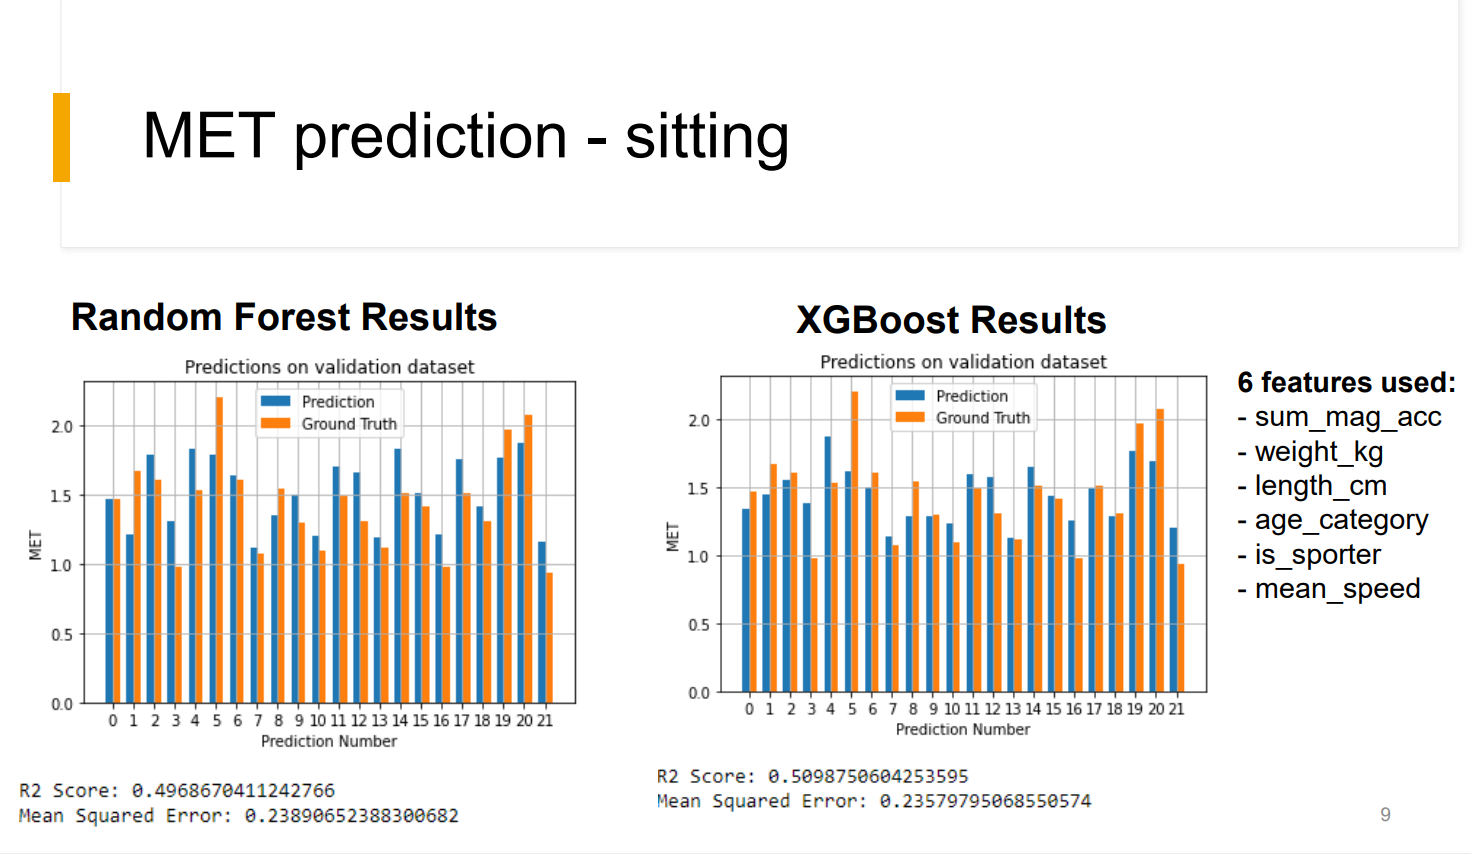 MET prediction - sitting
Random Forest Results
Predictions on validation dataset
Prediction
Ground Truth
2.0
1.5
1.0
0.5
0.0
MET
0 1 2 3 4 5 6 7 8 9 10 11 12 13 14 15 16 17 18 19 20 21
Prediction Number
R2 Score: 0.4968670411242766
Mean Squared Error: 0.23890652388300682
XGBoost Results
Predictions on validation dataset
Prediction
Ground Truth
2.0
1.5
1.0
0.5
0.0
MET
0 1 2 3 4 5 6 7 8 9 10 11 12 13 14 15 16 17 18 19 20 21
Prediction Number
R2 Score: 0.5098750604253595
Mean Squared Error: 0.23579795068550574
6 features used:
- sum_mag_acc
- weight_kg
- length_cm
- age_category
- is_sporter
- mean_speed
9